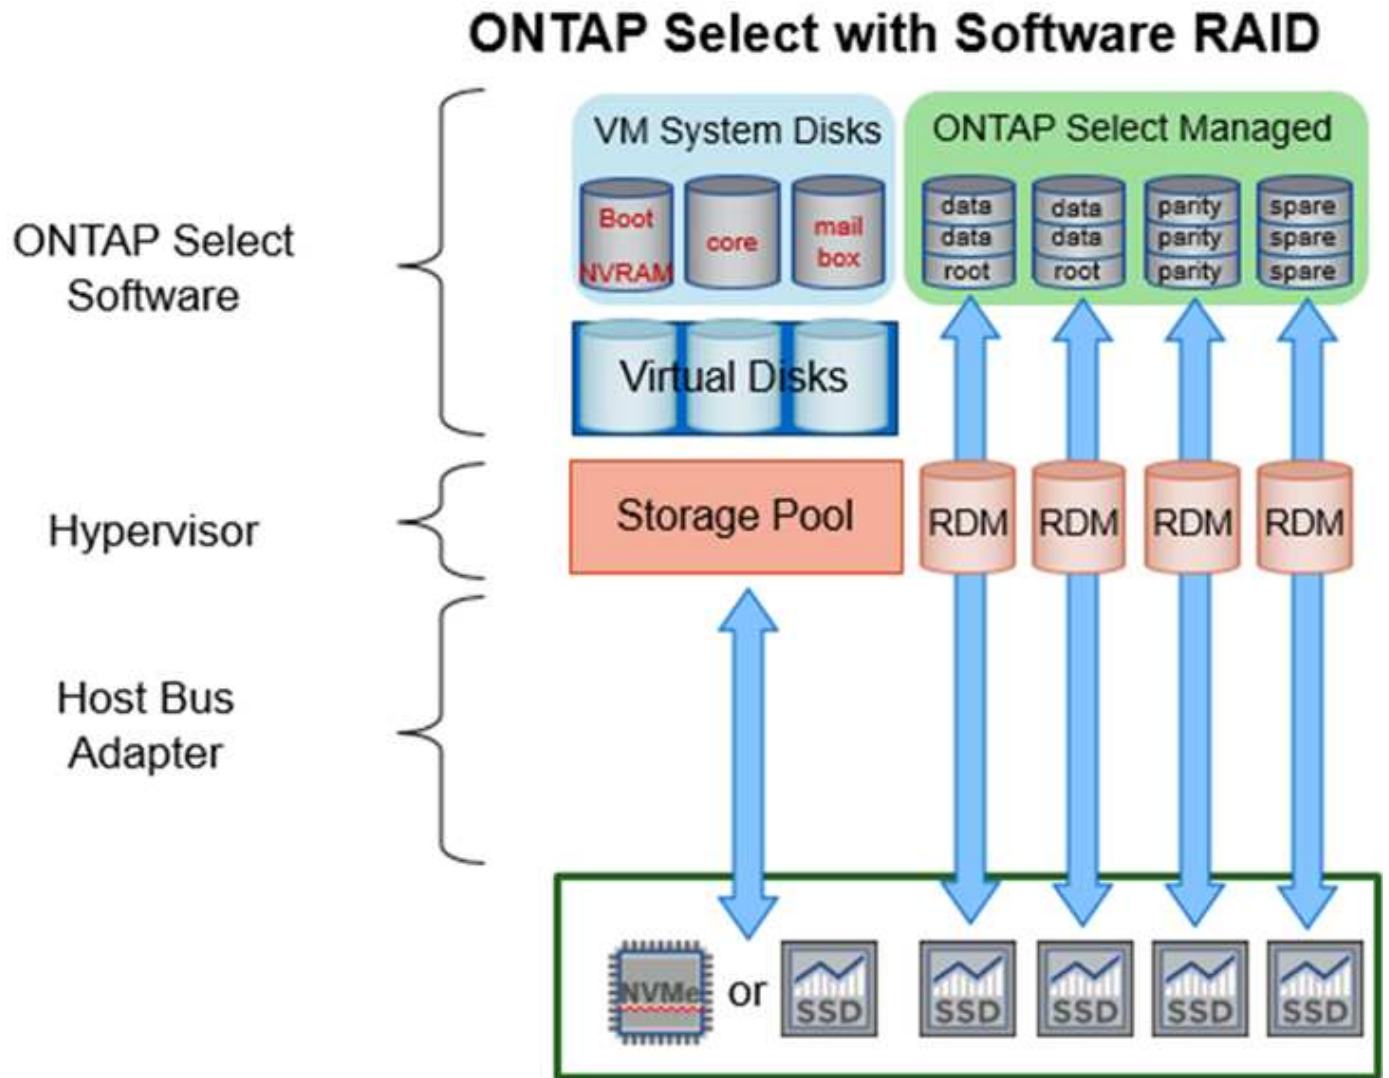 ONTAP Select with Software RAID
VM System Disks
ONTAP Select Managed
Boot
NVRAM
core
mail
box
data
data
root
data
data
root
parity
parity
parity
spare
spare
spare
ONTAP Select
Software
Virtual Disks
Hypervisor
Storage Pool
RDM
RDM
RDM
RDM
Host Bus
Adapter
NVMe
or
SSD
SSD
SSD
SSD
SSD